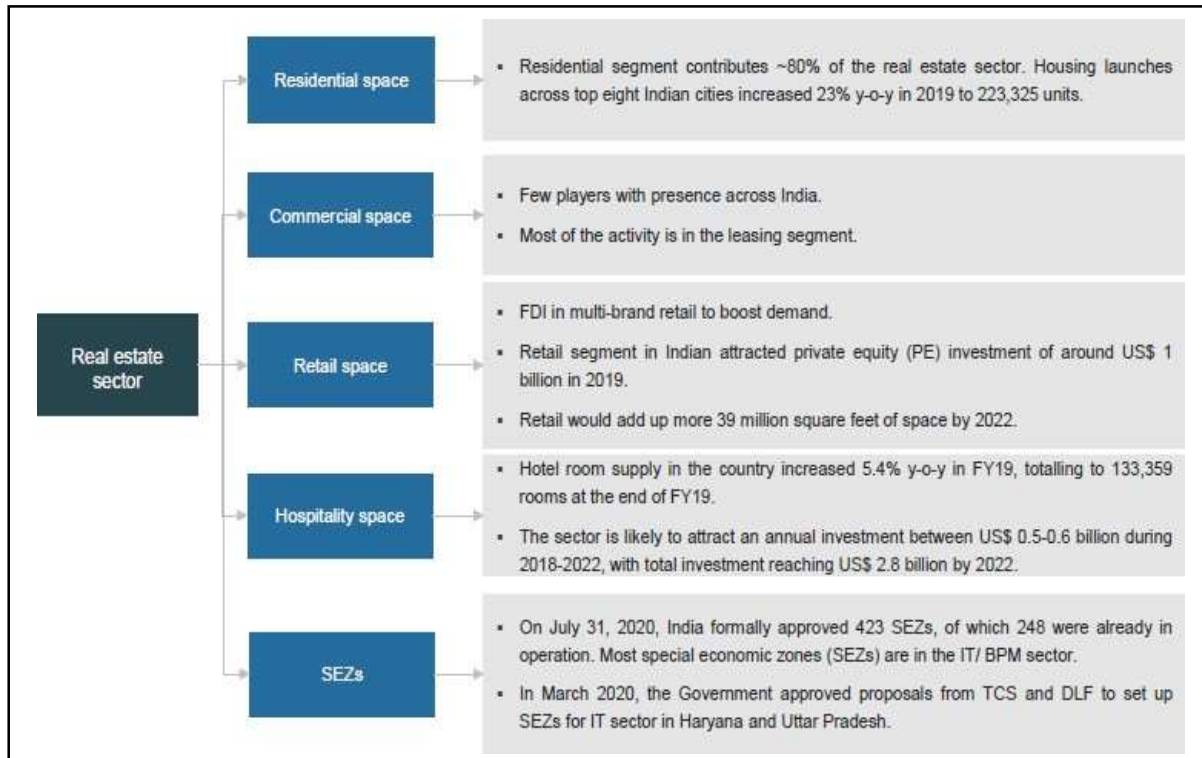 Real estate
sector
Residential space
▪ Residential segment contributes ~80% of the real estate sector. Housing launches
across top eight Indian cities increased 23% y-o-y in 2019 to 223,325 units.
Commercial space
▪ Few players with presence across India.
▪ Most of the activity is in the leasing segment.
Retail space
▪ FDI in multi-brand retail to boost demand.
▪ Retail segment in Indian attracted private equity (PE) investment of around US$ 1
billion in 2019.
▪ Retail would add up more 39 million square feet of space by 2022.
Hospitality space
▪ Hotel room supply in the country increased 5.4% y-o-y in FY19, totalling to 133,359
rooms at the end of FY19.
▪ The sector is likely to attract an annual investment between US$ 0.5-0.6 billion during
2018-2022, with total investment reaching US$ 2.8 billion by 2022.
SEZs
▪ On July 31, 2020, India formally approved 423 SEZs, of which 248 were already in
operation. Most special economic zones (SEZs) are in the IT/ BPM sector.
▪ In March 2020, the Government approved proposals from TCS and DLF to set up
SEZs for IT sector in Haryana and Uttar Pradesh.